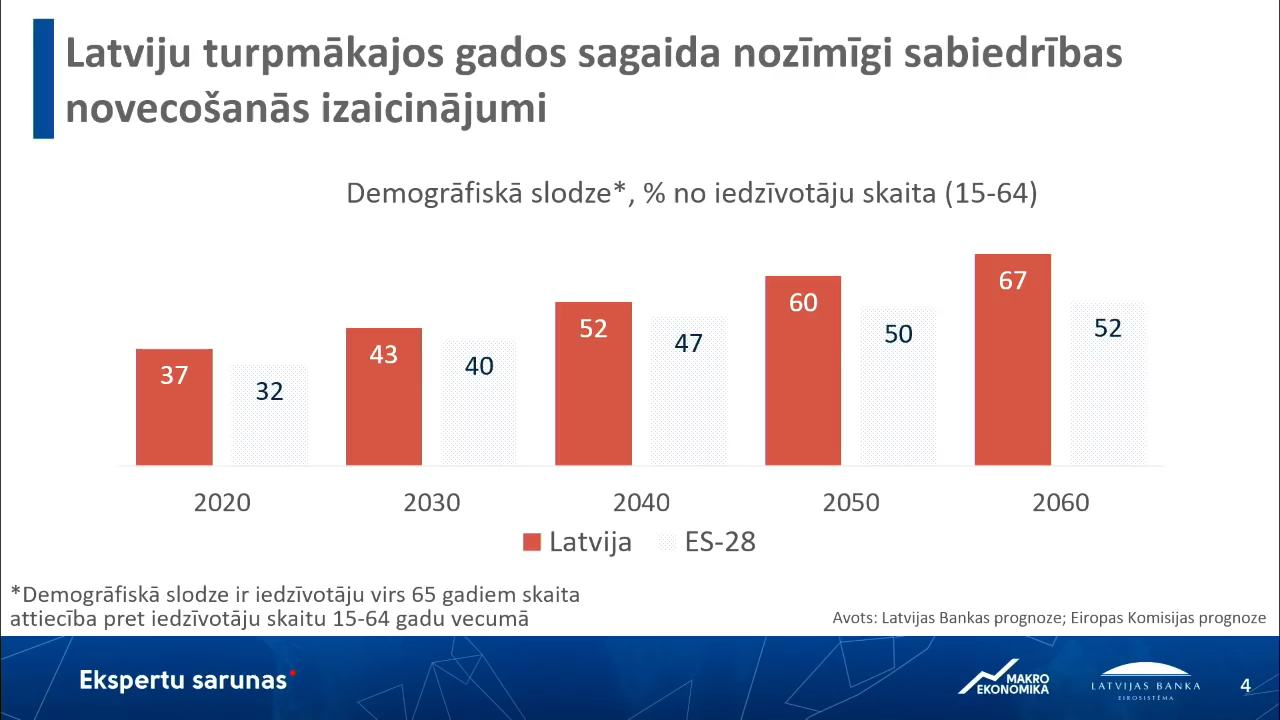 Latviju turpmākajos gados sagaida nozīmīgi sabiedrības
novecošanās izaicinājumi
Demogrāfiskā slodze*, % no iedzīvotāju skaita (15-64)
37
32
43
40
52
47
60
50
67
52
2020
2030
2040
2050
2060
Latvija
ES-28
*Demogrāfiskā slodze ir iedzīvotāju virs 65 gadiem skaita
attiecība pret iedzīvotāju skaitu 15-64 gadu vecumā
Avots: Latvijas Bankas prognoze; Eiropas Komisijas prognoze
Ekspertu sarunas
MAKRO
EKONOMIKA
LATVIJAS BANKA
EIROSISTĒMA
4